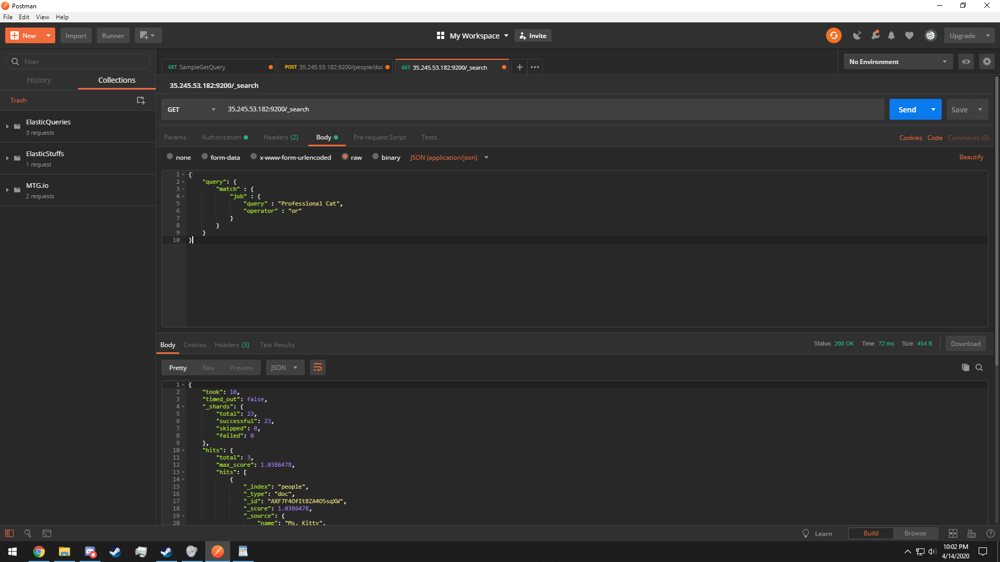 Postman
File Edit View Help
New Import Runner My Workspace Invite Upgrade
Filter
History Collections
Trash
ElasticQueries
3 requests
ElasticStuffs
1 request
MTG.io
2 requests
GET SampleGetQuery POST 35.245.53.182:9200/people/doc GET 35.245.53.182:9200/_search No Environment
35.245.53.182:9200/_search
GET 35.245.53.182:9200/_search Send Save
Params Authorization Headers (2) Body Pre-request Script Tests Cookies Code Comments (0)
none form-data x-www-form-urlencoded raw binary JSON (application/json) Beautify
1 {
2 "query": {
3 "match" : {
4 "job" : {
5 "query" : "Professional Cat",
6 "operator" : "or"
7 }
8 }
9 }
10 }
Body Cookies Headers (3) Test Results Status: 200 OK Time: 72 ms Size: 454 B Download
Pretty Raw Preview JSON
1 {
2 "took": 10,
3 "timed_out": false,
4 "_shards": {
5 "total": 23,
6 "successful": 23,
7 "skipped": 0,
8 "failed": 0
9 },
10 "hits": {
11 "total": 3,
12 "max_score": 1.0386478,
13 "hits": [
14 {
15 "_index": "people",
16 "_type": "doc",
17 "_id": "AXF7F4OfIt8ZA4O5sqXW",
18 "_score": 1.0386478,
19 "_source": {
20 "name": "Ms. Kitty",
Learn Build Browse
10:02 PM
4/14/2020